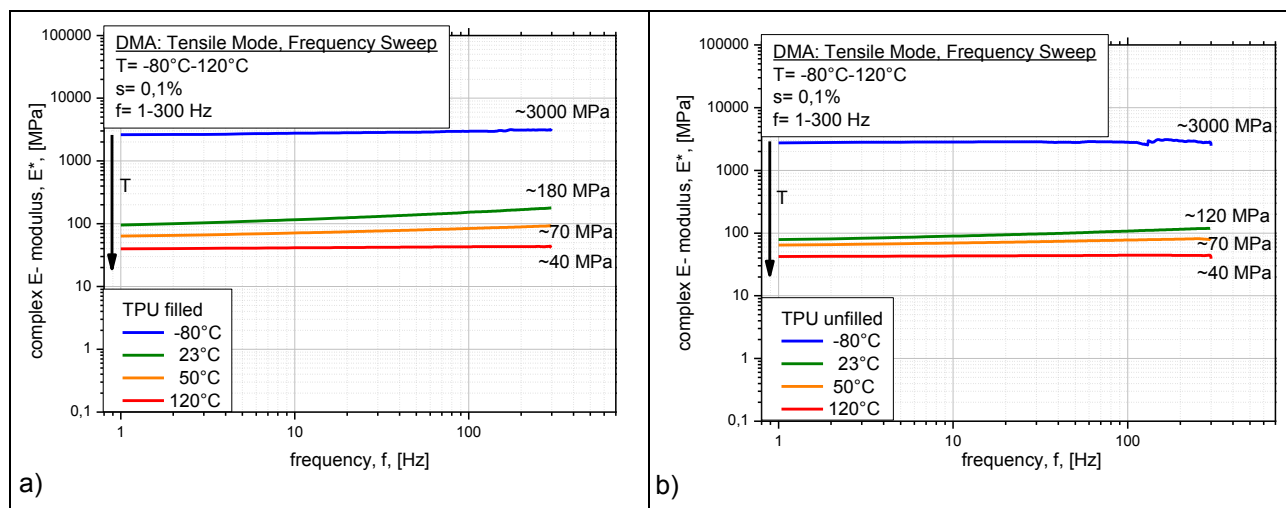 DMA: Tensile Mode, Frequency Sweep
T= -80°C-120°C
s= 0,1%
f= 1-300 Hz
100000
10000
1000
100
10
1
0,1
complex E- modulus, E*, [MPa]
T
~3000 MPa
~180 MPa
~70 MPa
~40 MPa
TPU filled
-80°C
23°C
50°C
120°C
1
10
100
frequency, f, [Hz]
a)
DMA: Tensile Mode, Frequency Sweep
T= -80°C-120°C
s= 0,1%
f= 1-300 Hz
100000
10000
1000
100
10
1
0,1
complex E- modulus, E*, [MPa]
T
~3000 MPa
~120 MPa
~70 MPa
~40 MPa
TPU unfilled
-80°C
23°C
50°C
120°C
1
10
100
frequency, f, [Hz]
b)